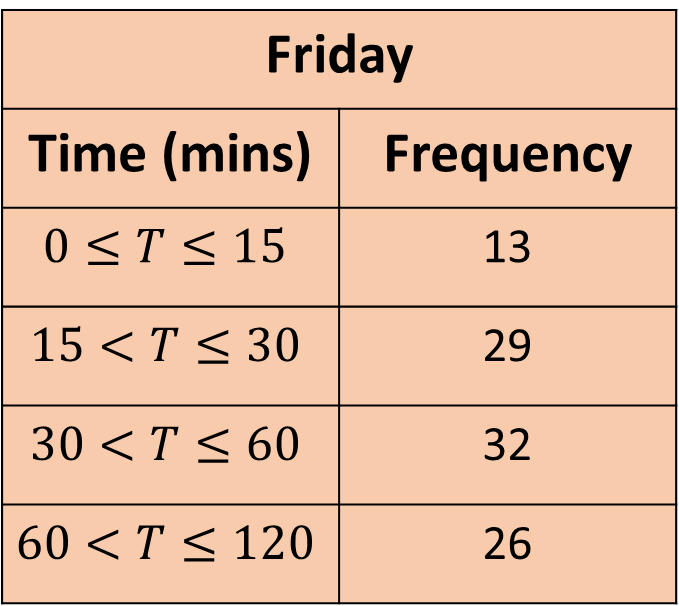 Friday
Time (mins) Frequency
0 ≤ T ≤ 15 13
15 < T ≤ 30 29
30 < T ≤ 60 32
60 < T ≤ 120 26